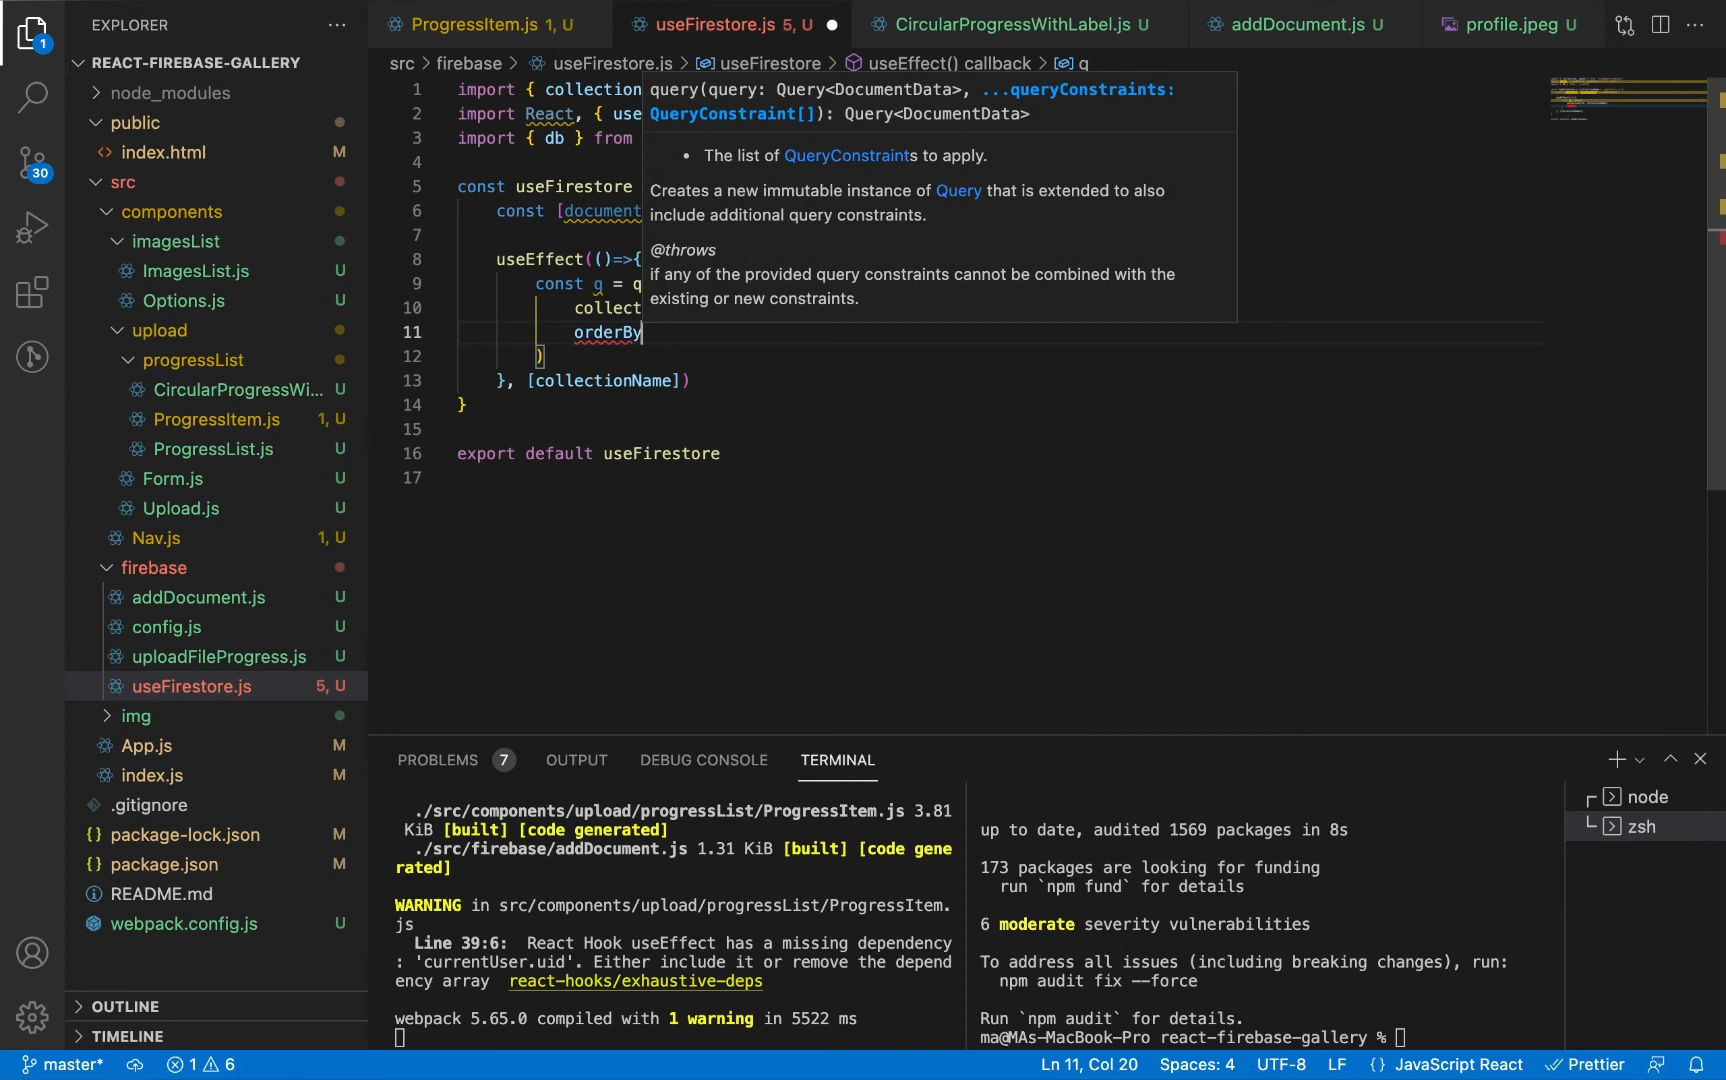 EXPLORER
1
REACT-FIREBASE-GALLERY
node_modules
public
index.html M
30
src
components
imagesList
ImagesList.js U
Options.js U
upload
progressList
CircularProgressWi... U
ProgressItem.js 1, U
ProgressList.js U
Form.js U
Upload.js U
Nav.js 1, U
firebase
addDocument.js U
config.js U
uploadFileProgress.js U
useFirestore.js 5, U
img
App.js M
index.js M
.gitignore
package-lock.json M
package.json M
README.md
webpack.config.js U
OUTLINE
TIMELINE
ProgressItem.js 1, U
useFirestore.js 5, U
CircularProgressWithLabel.js U
addDocument.js U
profile.jpeg U
src > firebase > useFirestore.js > useFirestore > useEffect() callback > q
1 import { collection
2 import React, { use
3 import { db } from
4
5 const useFirestore
6 const [document
7
8 useEffect(()=>{
9 const q = q
10 collect
11 orderBy
12 )
13 }, [collectionName])
14 }
15
16 export default useFirestore
17
query(query: Query<DocumentData>, ...queryConstraints:
QueryConstraint[]): Query<DocumentData>
• The list of QueryConstraints to apply.
Creates a new immutable instance of Query that is extended to also
include additional query constraints.
@throws
if any of the provided query constraints cannot be combined with the
existing or new constraints.
PROBLEMS 7 OUTPUT DEBUG CONSOLE TERMINAL
./src/components/upload/progressList/ProgressItem.js 3.81
KiB [built] [code generated]
./src/firebase/addDocument.js 1.31 KiB [built] [code gene
rated]
WARNING in src/components/upload/progressList/ProgressItem.
js
Line 39:6: React Hook useEffect has a missing dependency
: 'currentUser.uid'. Either include it or remove the depend
ency array react-hooks/exhaustive-deps
webpack 5.65.0 compiled with 1 warning in 5522 ms
up to date, audited 1569 packages in 8s
173 packages are looking for funding
run `npm fund` for details
6 moderate severity vulnerabilities
To address all issues (including breaking changes), run:
npm audit fix --force
Run `npm audit` for details.
ma@MAs-MacBook-Pro react-firebase-gallery %
node
zsh
master* 1 6 Ln 11, Col 20 Spaces: 4 UTF-8 LF {} JavaScript React Prettier